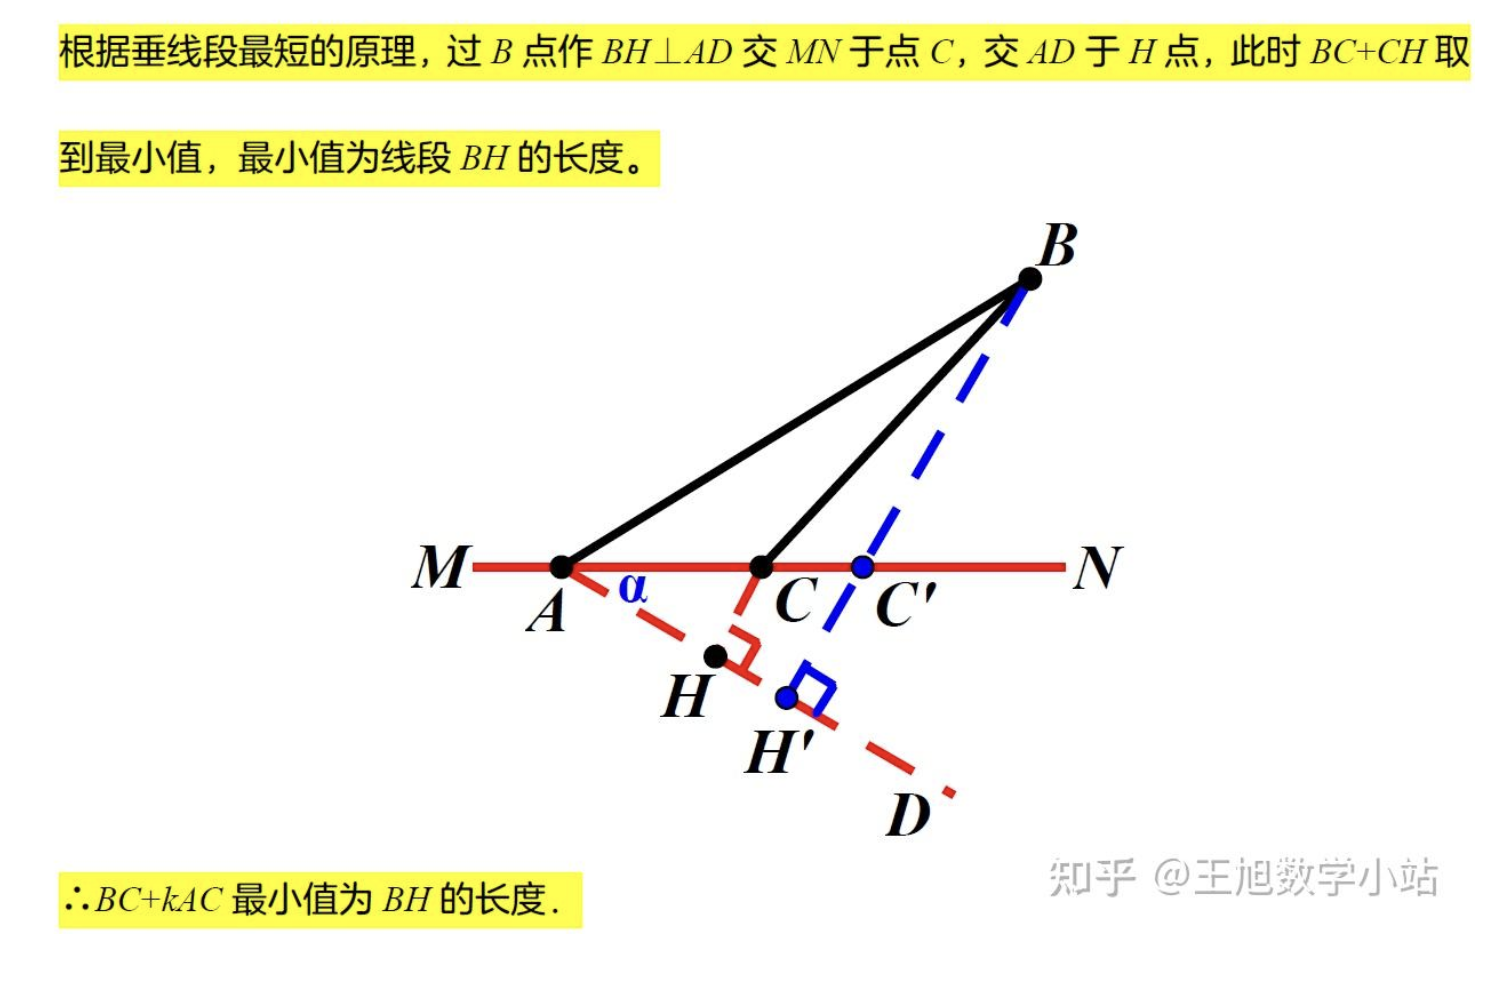 根据垂线段最短的原理，过 B 点作 BH⊥AD 交 MN 于点 C，交 AD 于 H 点，此时 BC+CH 取
到最小值，最小值为线段 BH 的长度。
B
M
N
A
α
C
C'
H
H'
D
知乎 @王旭数学小站
∴BC+kAC 最小值为 BH 的长度．